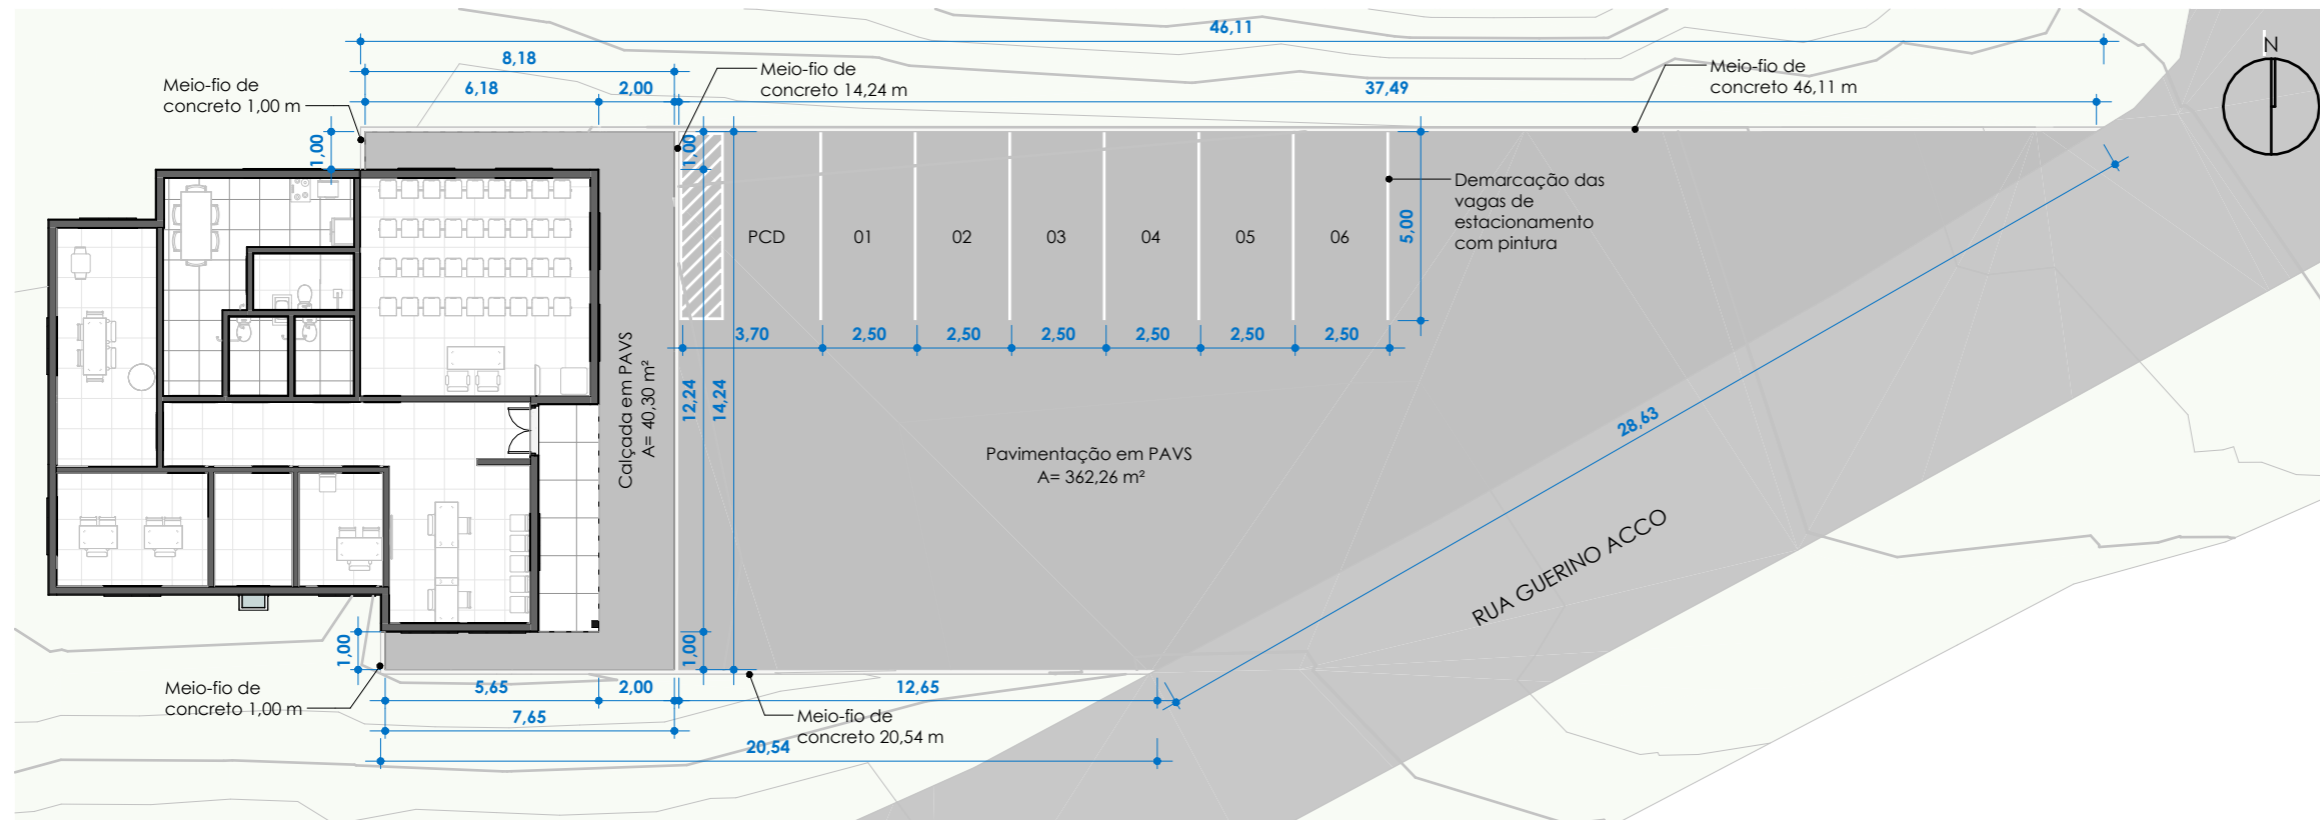 46,11
N
8,18
Meio-fio de
concreto 14,24 m
Meio-fio de
concreto 46,11 m
Meio-fio de
concreto 1,00 m
6,18
2,00
37,49
1,00
1,00
Demarcação das
vagas de
estacionamento
com pintura
PCD
01
02
03
04
05
06
5,00
3,70
2,50
2,50
2,50
2,50
2,50
2,50
Calçada em PAVS
A= 40,30 m²
12,24
14,24
28,63
Pavimentação em PAVS
A= 362,26 m²
RUA GUERINO ACCO
1,00
1,00
Meio-fio de
concreto 1,00 m
5,65
2,00
12,65
7,65
Meio-fio de
concreto 20,54 m
20,54